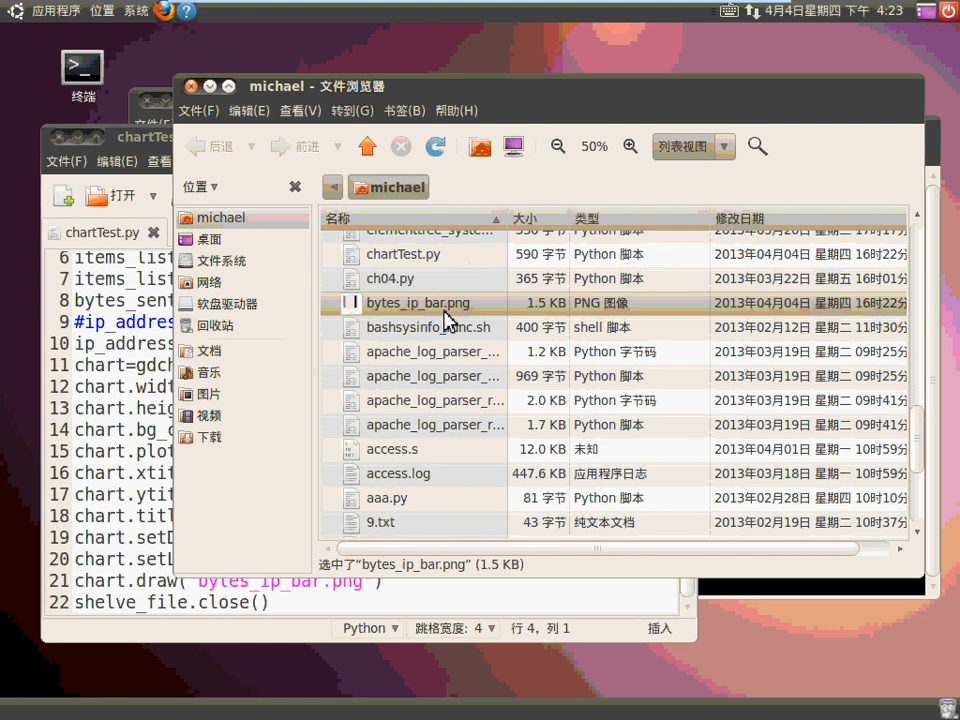 应用程序 位置 系统 4月4日星期四 下午 4:23
终端
michael - 文件浏览器
文件(F) 编辑(E) 查看(V) 转到(G) 书签(B) 帮助(H)
后退 前进 50% 列表视图
位置 michael
michael
桌面
文件系统
网络
软盘驱动器
回收站
文档
音乐
图片
视频
下载
名称 大小 类型 修改日期
chartTest.py 590 字节 Python 脚本 2013年04月04日 星期四 16时22分
ch04.py 365 字节 Python 脚本 2013年03月22日 星期五 16时01分
bytes_ip_bar.png 1.5 KB PNG 图像 2013年04月04日 星期四 16时22分
bashsysinfo_ nc.sh 400 字节 shell 脚本 2013年02月12日 星期二 11时30分
apache_log_parser_... 1.2 KB Python 字节码 2013年03月19日 星期二 09时25分
apache_log_parser_... 969 字节 Python 脚本 2013年03月19日 星期二 09时25分
apache_log_parser_r... 2.0 KB Python 字节码 2013年03月19日 星期二 09时41分
apache_log_parser_r... 1.7 KB Python 脚本 2013年03月19日 星期二 09时41分
access.s 12.0 KB 未知 2013年04月01日 星期一 10时59分
access.log 447.6 KB 应用程序日志 2013年03月18日 星期一 10时59分
aaa.py 81 字节 Python 脚本 2013年02月28日 星期四 10时10分
9.txt 43 字节 纯文本文档 2013年02月19日 星期二 10时37分
选中了“bytes_ip_bar.png” (1.5 KB)
chartTes
文件(F) 编辑(E) 查看
打开
chartTest.py
6 items_list
7 items_list
8 bytes_sent
9 #ip_addres
10 ip_address
11 chart=gdch
12 chart.widt
13 chart.heig
14 chart.bg_c
15 chart.plot
16 chart.xtit
17 chart.ytit
18 chart.titl
19 chart.setD
20 chart.setL
21 chart.draw("bytes_ip_bar.png")
22 shelve_file.close()
Python 跳格宽度: 4 行 4, 列 1 插入